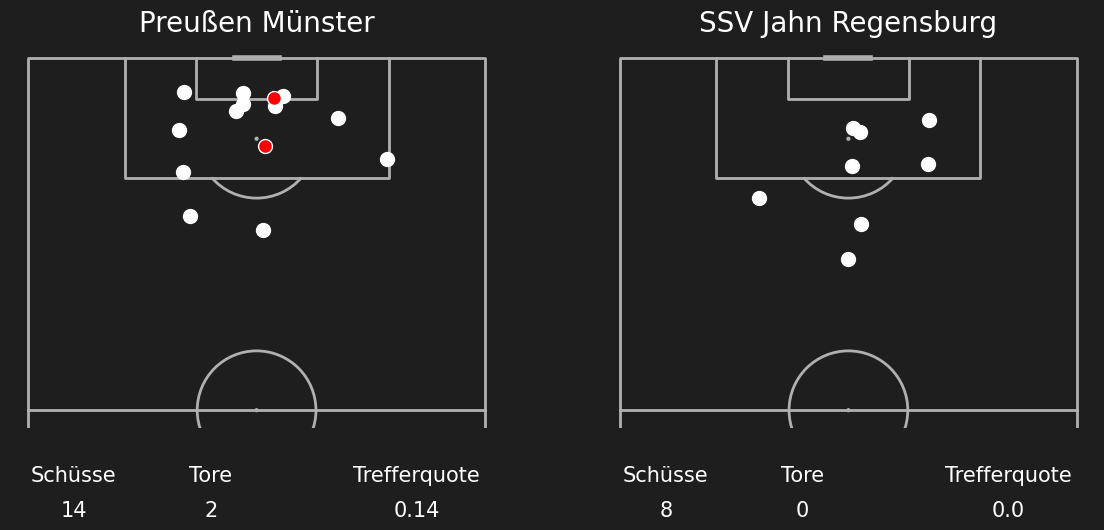 Preußen Münster
SSV Jahn Regensburg
Schüsse Tore Trefferquote
14 2 0.14
Schüsse Tore Trefferquote
8 0 0.0